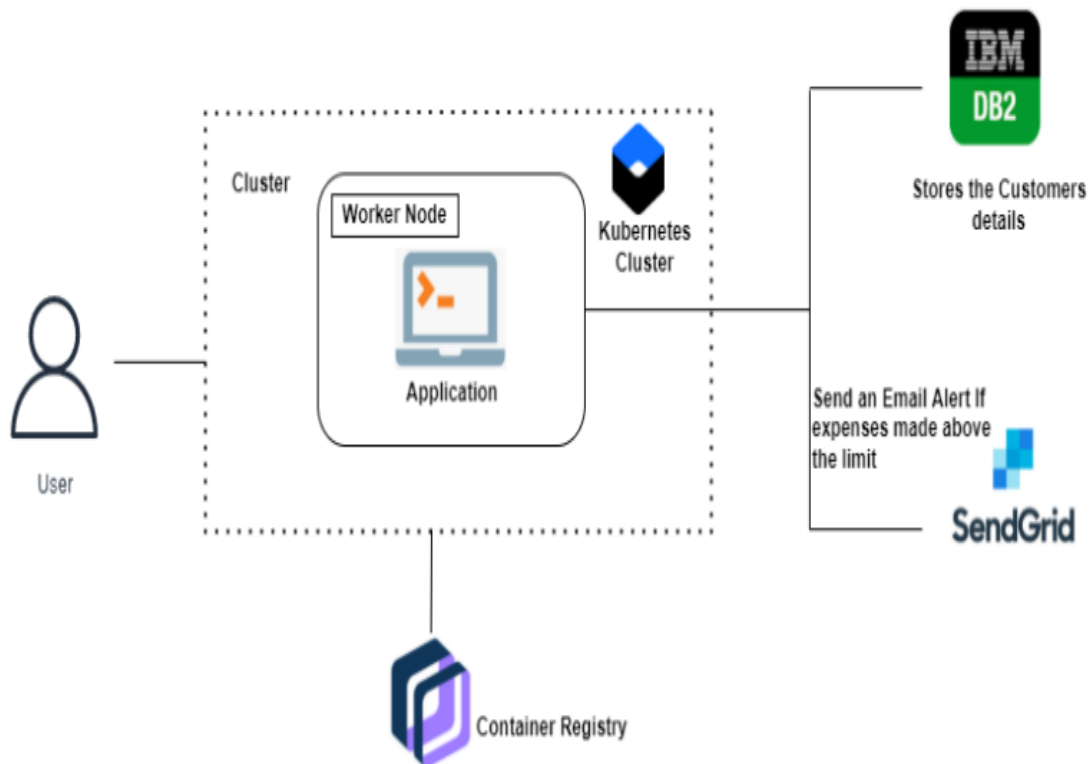 IBM
DB2
Stores the Customers
details
Cluster
Worker Node
Kubernetes
Cluster
Application
User
Send an Email Alert If
expenses made above
the limit
SendGrid
Container Registry